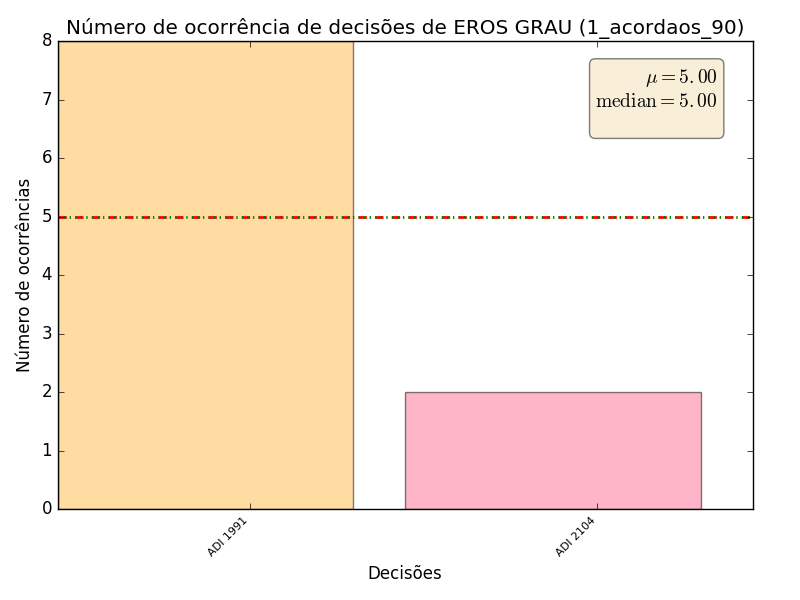 Número de ocorrência de decisões de EROS GRAU (1_acordaos_90)
8
7
6
5
4
3
2
1
0
Número de ocorrências
μ = 5.00
median = 5.00
ADI 1991
ADI 2104
Decisões